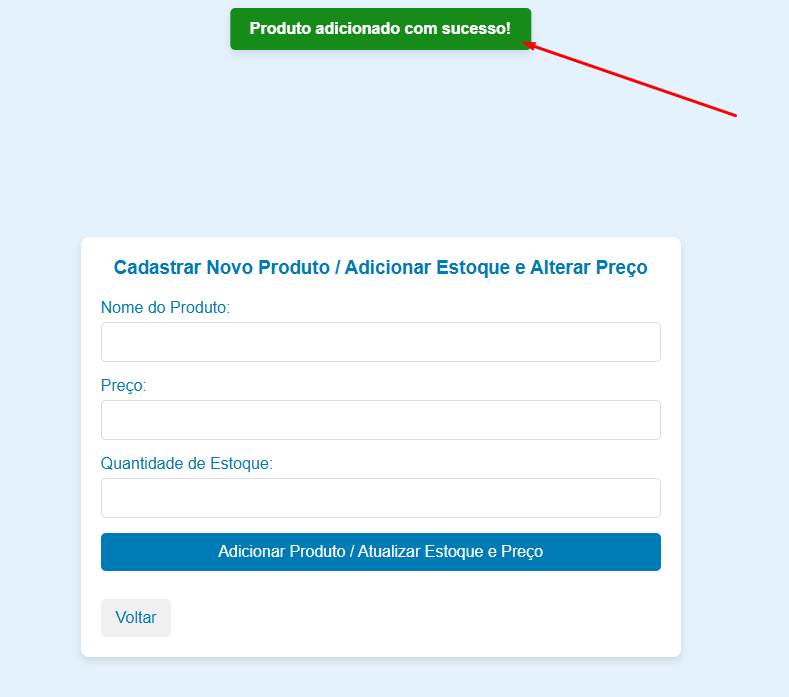 Produto adicionado com sucesso!
Cadastrar Novo Produto / Adicionar Estoque e Alterar Preço
Nome do Produto:
Preço:
Quantidade de Estoque:
Adicionar Produto / Atualizar Estoque e Preço
Voltar